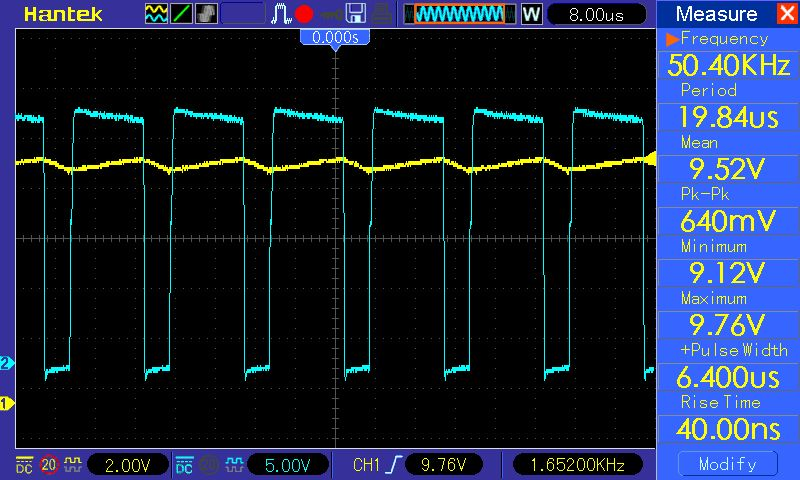 Hantek
W
8.00us
Measure
X
0.000s
Frequency
50.40KHz
Period
19.84us
Mean
9.52V
Pk-Pk
640mV
Minimum
9.12V
Maximum
9.76V
+Pulse Width
6.400us
Rise Time
40.00ns
Modify
2
1
DC 20 2.00V DC 20 5.00V CH1 9.76V 1.65200KHz